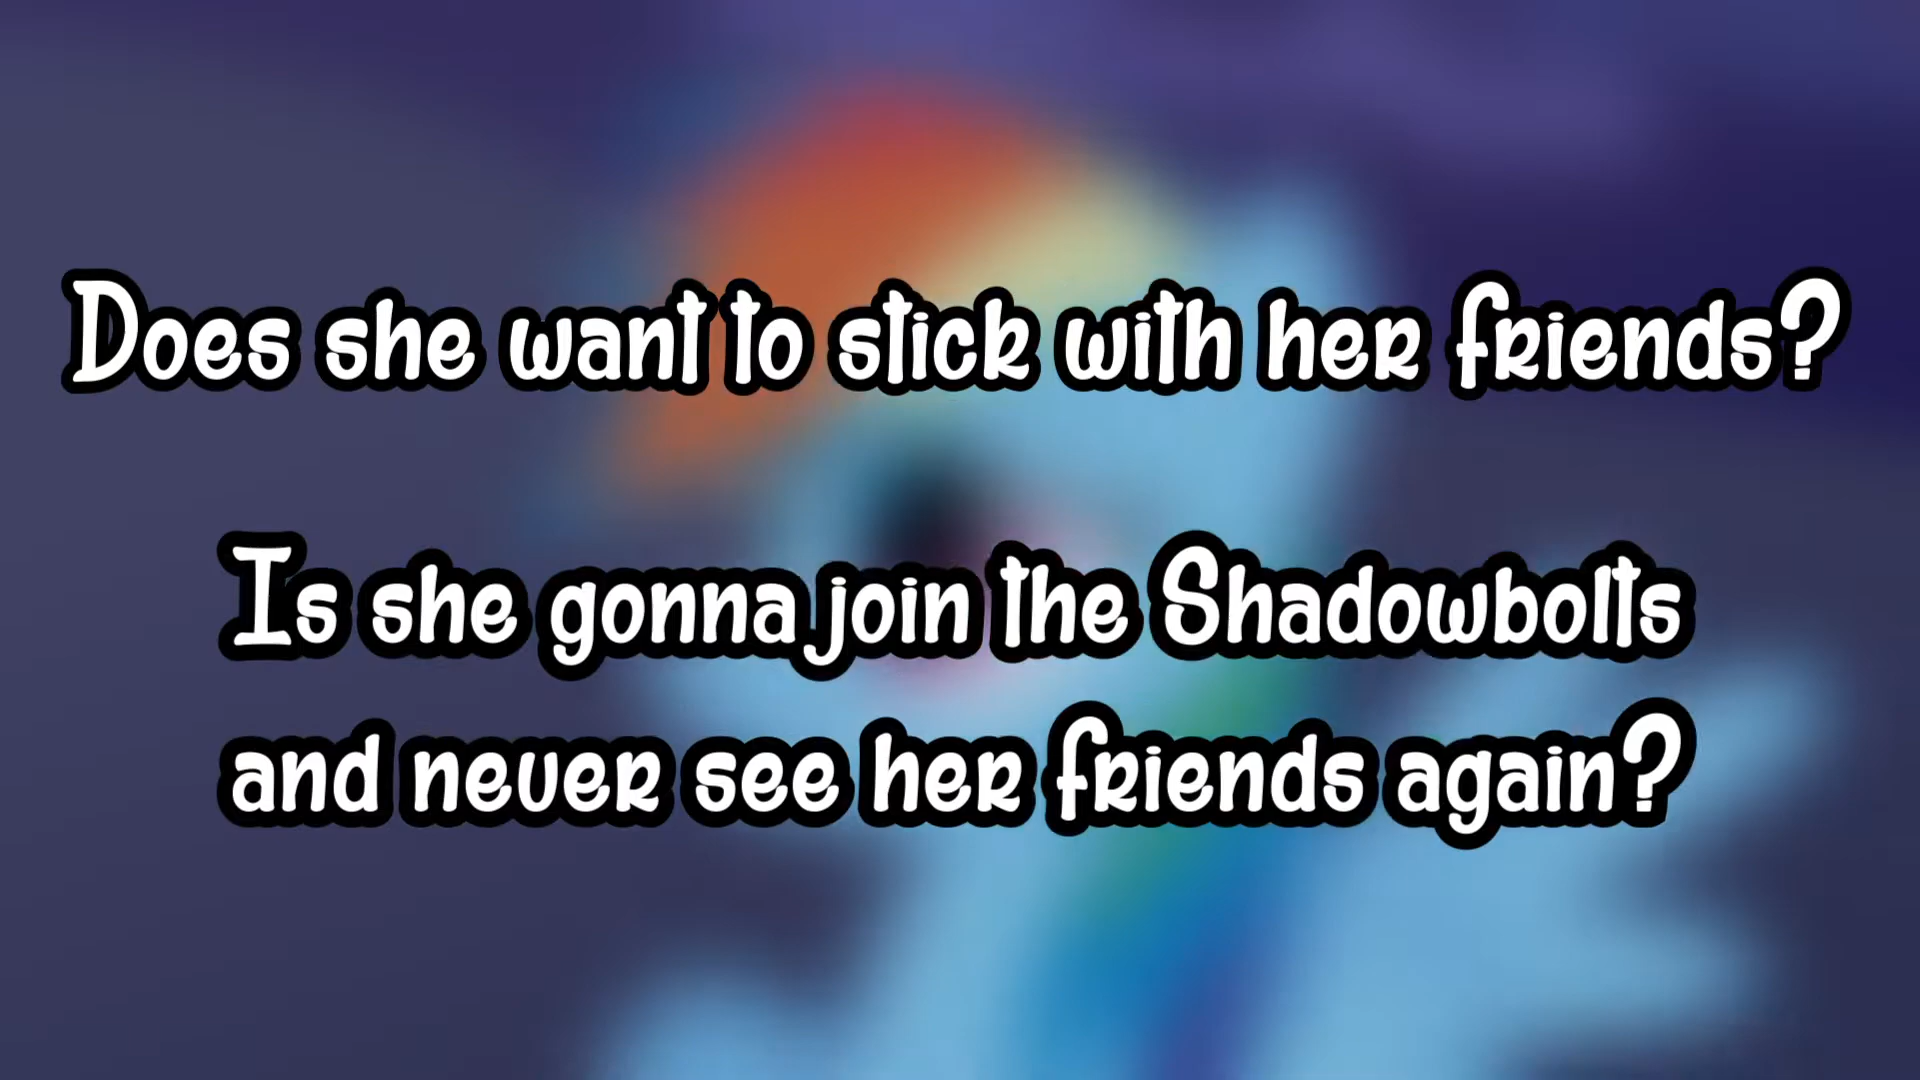 Does she want to stick with her friends?
Is she gonna join the Shadowbolts
and never see her friends again?